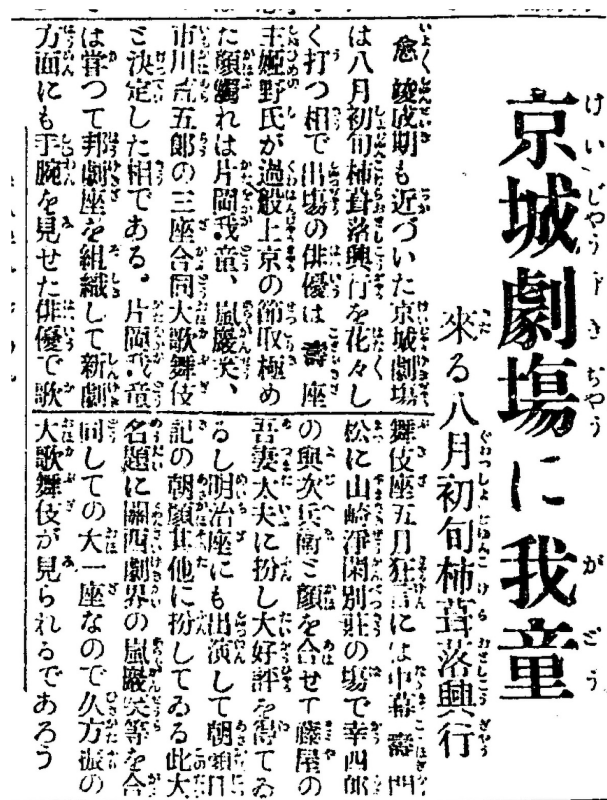 京城劇場に我童
來る八月初旬柿葺落興行
愈竣成期も近づいた京城劇場
は八月初旬柿葺落興行を花々し
く打つ相で出場の俳優は壽座
主姬野氏が過般上京の節取極め
た顔觸れは片岡我童、嵐巖笑、
市川荒五郎の三座合同大歌舞伎
と決定した相である。片岡我童
は甞つて邦劇座を組織して新劇
方面にも手腕を見せた俳優で歌
舞伎座五月狂言には中幕壽門
松に山崎淨閑別莊の場で幸四郎
の與次兵衞と顔を合せて藤屋の
吾妻太夫に扮し大好評を得てゐ
るし明治座にも出演して朝顔日
記の朝顔其他に扮してゐる此大
名題に關西劇界の嵐巖笑等を合
同しての大一座なので久方振の
大歌舞伎が見られるであろう